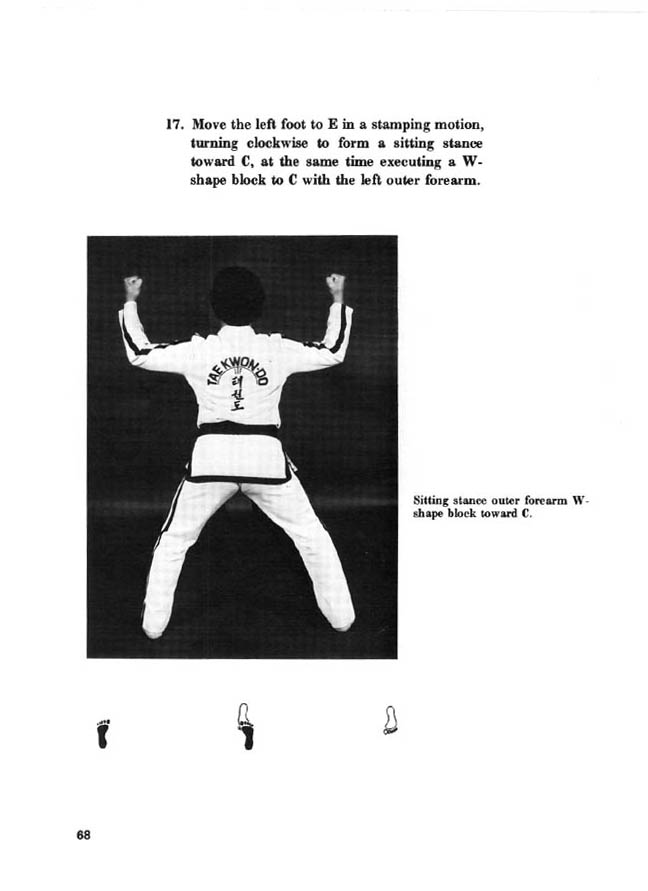 17. Move the left foot to E in a stamping motion,
turning clockwise to form a sitting stance
toward C, at the same time executing a W-
shape block to C with the left outer forearm.
TAEKWON-DO
태권도
Sitting stance outer forearm W-
shape block toward C.
68